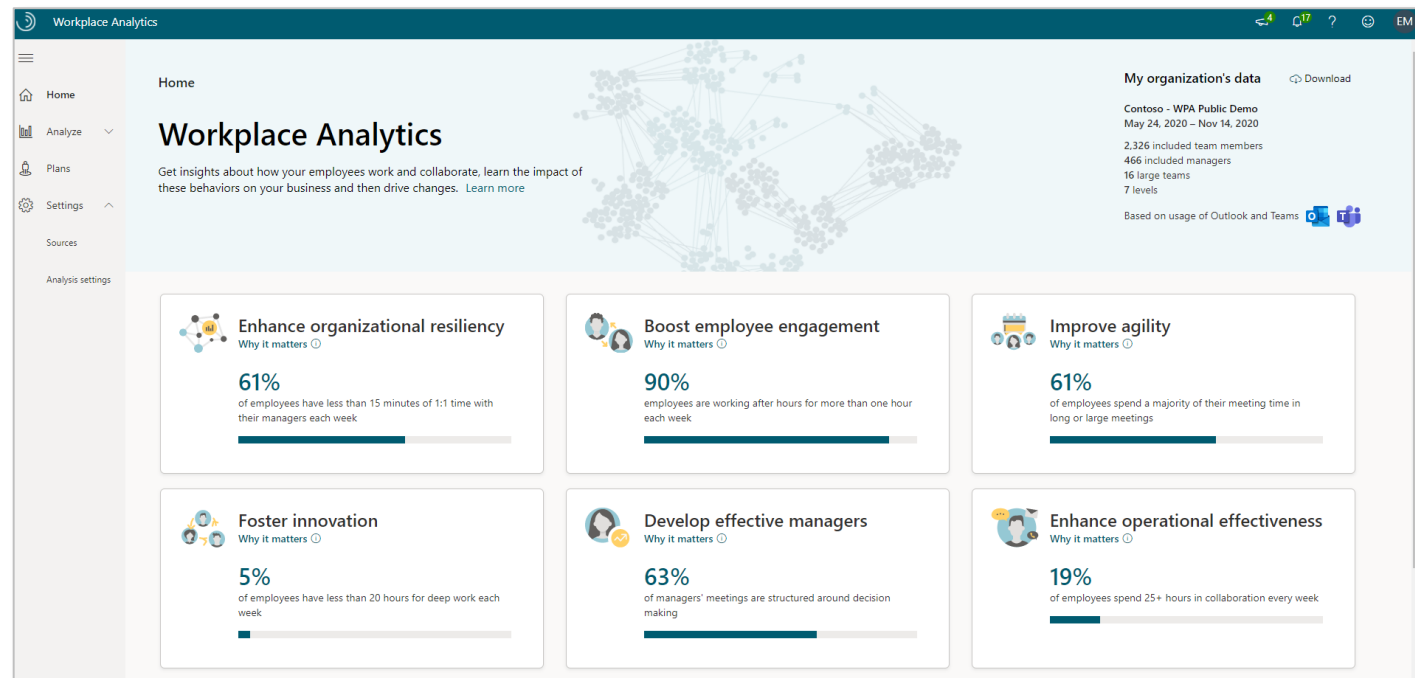 Workplace Analytics
4
17
?
EM
Home
Analyze
Plans
Settings
Sources
Analysis settings
Home
Workplace Analytics
Get insights about how your employees work and collaborate, learn the impact of
these behaviors on your business and then drive changes. Learn more
My organization's data
Download
Contoso - WPA Public Demo
May 24, 2020 – Nov 14, 2020
2,326 included team members
466 included managers
16 large teams
7 levels
Based on usage of Outlook and Teams
Enhance organizational resiliency
Why it matters
61%
of employees have less than 15 minutes of 1:1 time with
their managers each week
Boost employee engagement
Why it matters
90%
employees are working after hours for more than one hour
each week
Improve agility
Why it matters
61%
of employees spend a majority of their meeting time in
long or large meetings
Foster innovation
Why it matters
5%
of employees have less than 20 hours for deep work each
week
Develop effective managers
Why it matters
63%
of managers' meetings are structured around decision
making
Enhance operational effectiveness
Why it matters
19%
of employees spend 25+ hours in collaboration every week